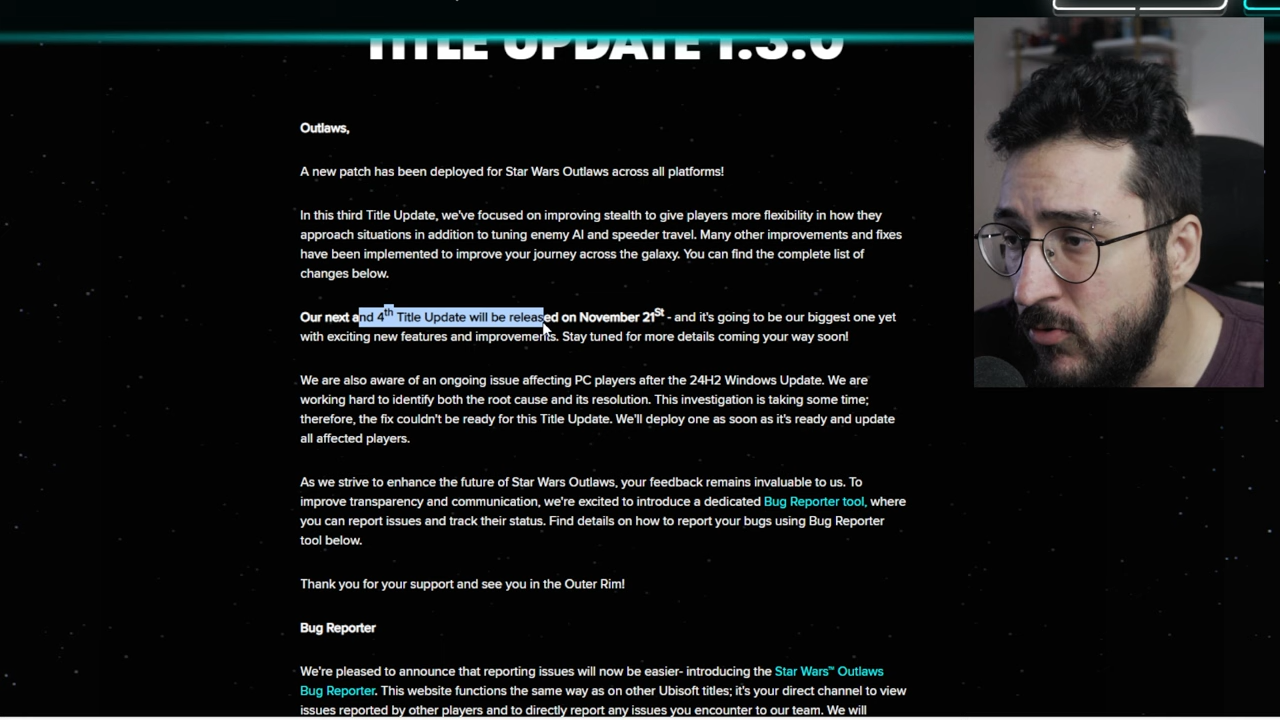 TITLE UPDATE 1.3.0
Outlaws,
A new patch has been deployed for Star Wars Outlaws across all platforms!
In this third Title Update, we've focused on improving stealth to give players more flexibility in how they
approach situations in addition to tuning enemy AI and speeder travel. Many other improvements and fixes
have been implemented to improve your journey across the galaxy. You can find the complete list of
changes below.
Our next and 4th Title Update will be released on November 21St - and it's going to be our biggest one yet
with exciting new features and improvements. Stay tuned for more details coming your way soon!
We are also aware of an ongoing issue affecting PC players after the 24H2 Windows Update. We are
working hard to identify both the root cause and its resolution. This investigation is taking some time;
therefore, the fix couldn't be ready for this Title Update. We'll deploy one as soon as it's ready and update
all affected players.
As we strive to enhance the future of Star Wars Outlaws, your feedback remains invaluable to us. To
improve transparency and communication, we're excited to introduce a dedicated Bug Reporter tool, where
you can report issues and track their status. Find details on how to report your bugs using Bug Reporter
tool below.
Thank you for your support and see you in the Outer Rim!
Bug Reporter
We're pleased to announce that reporting issues will now be easier- introducing the Star Wars™ Outlaws
Bug Reporter. This website functions the same way as on other Ubisoft titles; it's your direct channel to view
issues reported by other players and to directly report any issues you encounter to our team. We will